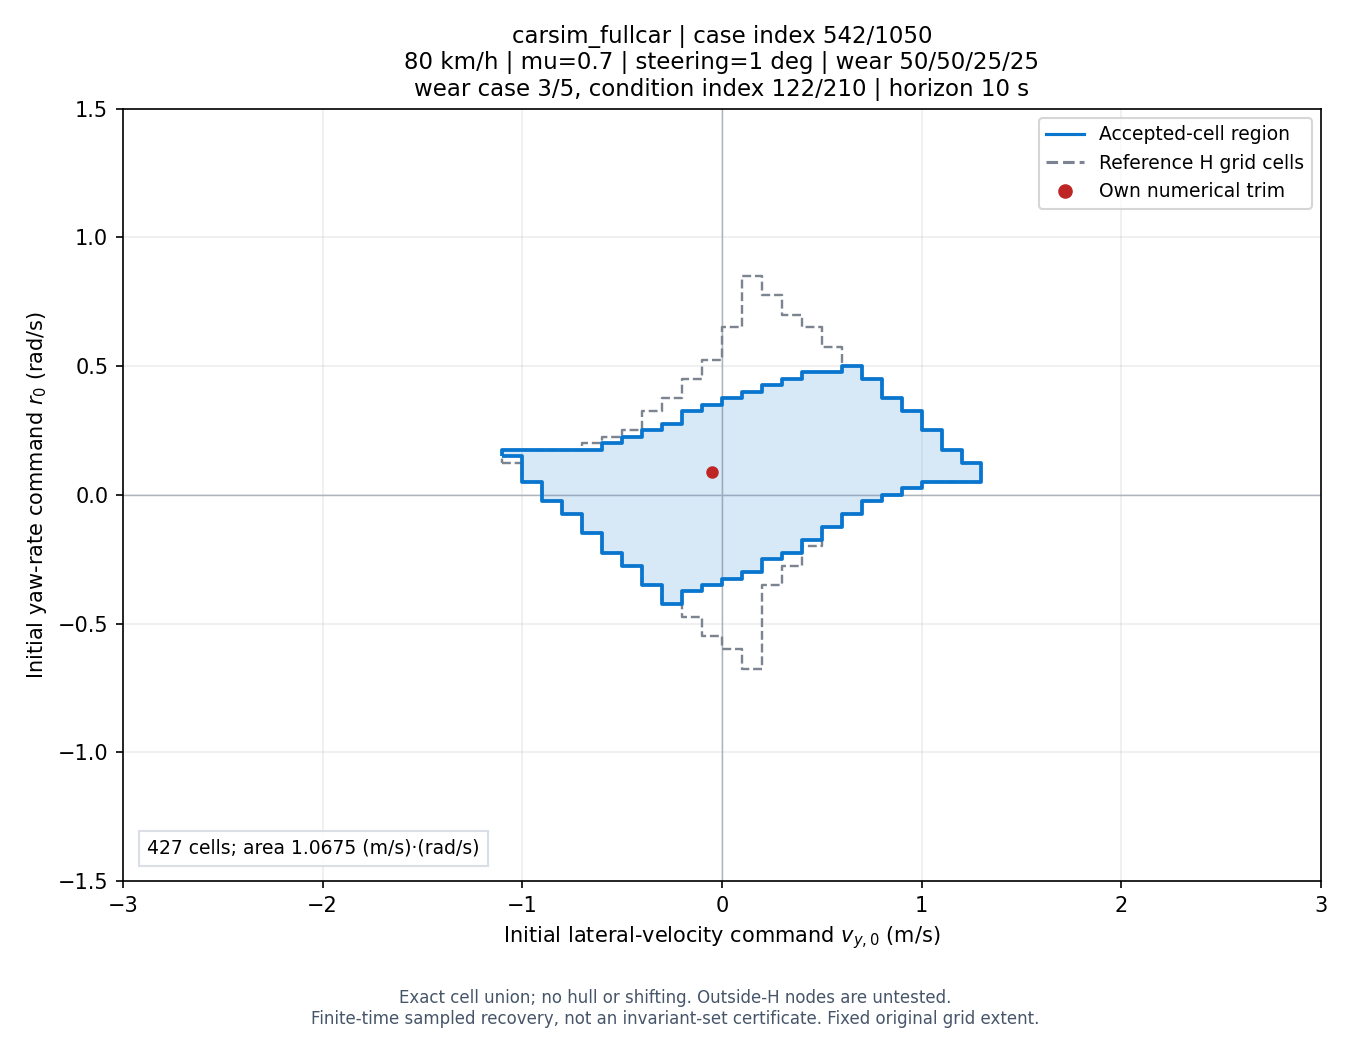 carsim_fullcar | case index 542/1050
80 km/h | mu=0.7 | steering=1 deg | wear 50/50/25/25
wear case 3/5, condition index 122/210 | horizon 10 s
Accepted-cell region
Reference H grid cells
Own numerical trim
1.5
1.0
0.5
0.0
−0.5
−1.0
−1.5
Initial yaw-rate command r₀ (rad/s)
427 cells; area 1.0675 (m/s)·(rad/s)
−3
−2
−1
0
1
2
3
Initial lateral-velocity command v_{y,0} (m/s)
Exact cell union; no hull or shifting. Outside-H nodes are untested.
Finite-time sampled recovery, not an invariant-set certificate. Fixed original grid extent.